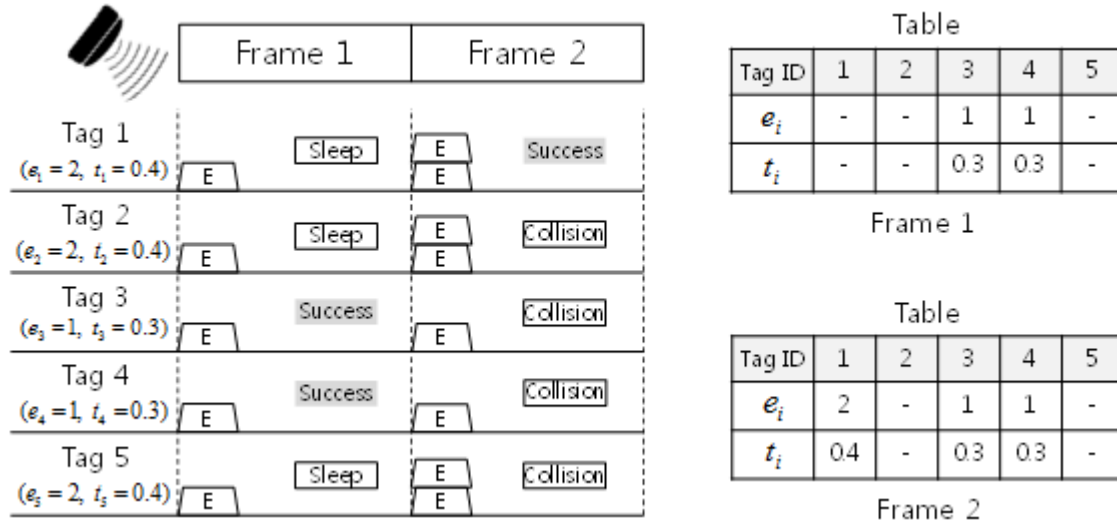 Frame 1 Frame 2
Tag 1
(e₁ = 2, t₁ = 0.4)
E
Sleep
E
E
Success
Tag 2
(e₂ = 2, t₂ = 0.4)
E
Sleep
E
E
Collision
Tag 3
(e₃ = 1, t₃ = 0.3)
E
Success
E
Collision
Tag 4
(e₄ = 1, t₄ = 0.3)
E
Success
E
Collision
Tag 5
(e₅ = 2, t₅ = 0.4)
E
Sleep
E
E
Collision
Table
Tag ID 1 2 3 4 5
eᵢ - - 1 1 -
tᵢ - - 0.3 0.3 -
Frame 1
Table
Tag ID 1 2 3 4 5
eᵢ 2 - 1 1 -
tᵢ 0.4 - 0.3 0.3 -
Frame 2